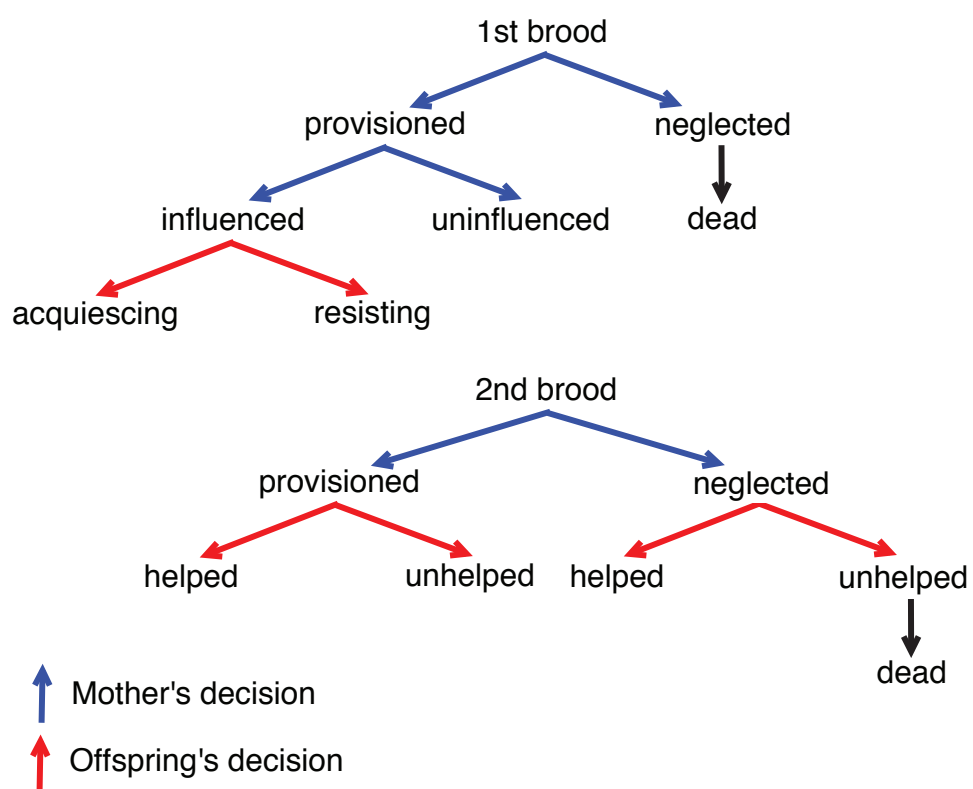 1st brood
provisioned neglected
influenced uninfluenced dead
acquiescing resisting
2nd brood
provisioned neglected
helped unhelped helped unhelped
dead
Mother's decision
Offspring's decision